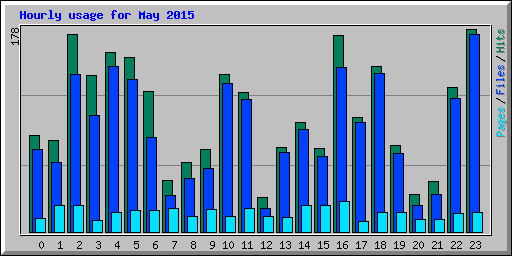 Hourly usage for May 2015
178
Pages/Files/Hits
0 1 2 3 4 5 6 7 8 9 10 11 12 13 14 15 16 17 18 19 20 21 22 23